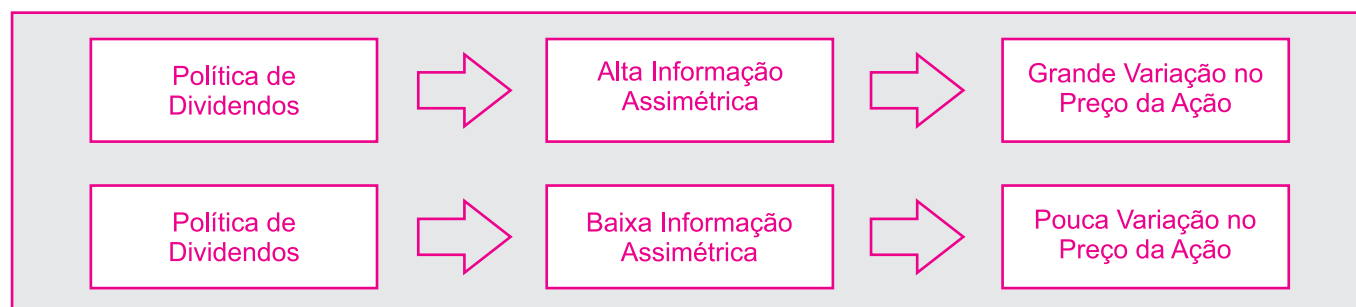 Política de
Dividendos
Alta Informação
Assimétrica
Grande Variação no
Preço da Ação
Política de
Dividendos
Baixa Informação
Assimétrica
Pouca Variação no
Preço da Ação